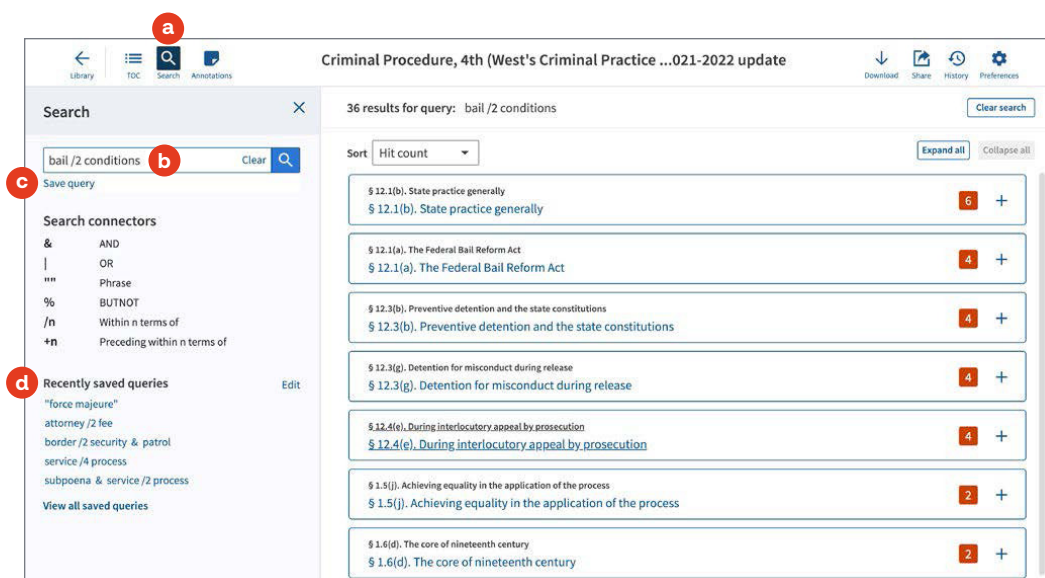 a
Library
TOC
Search
Annotations
Criminal Procedure, 4th (West's Criminal Practice ...021-2022 update
Download
Share
History
Preferences
Search
bail /2 conditions
b
Clear
c
Save query
Search connectors
& AND
| OR
"" Phrase
% BUTNOT
/n Within n terms of
+n Preceding within n terms of
d
Recently saved queries
Edit
"force majeure"
attorney /2 fee
border /2 security & patrol
service /4 process
subpoena & service /2 process
View all saved queries
36 results for query: bail /2 conditions
Clear search
Sort Hit count
Expand all
Collapse all
§ 12.1(b). State practice generally
§ 12.1(b). State practice generally
6 +
§ 12.1(a). The Federal Bail Reform Act
§ 12.1(a). The Federal Bail Reform Act
4 +
§ 12.3(b). Preventive detention and the state constitutions
§ 12.3(b). Preventive detention and the state constitutions
4 +
§ 12.3(g). Detention for misconduct during release
§ 12.3(g). Detention for misconduct during release
4 +
§ 12.4(e). During interlocutory appeal by prosecution
§ 12.4(e). During interlocutory appeal by prosecution
4 +
§ 1.5(j). Achieving equality in the application of the process
§ 1.5(j). Achieving equality in the application of the process
2 +
§ 1.6(d). The core of nineteenth century
§ 1.6(d). The core of nineteenth century
2 +